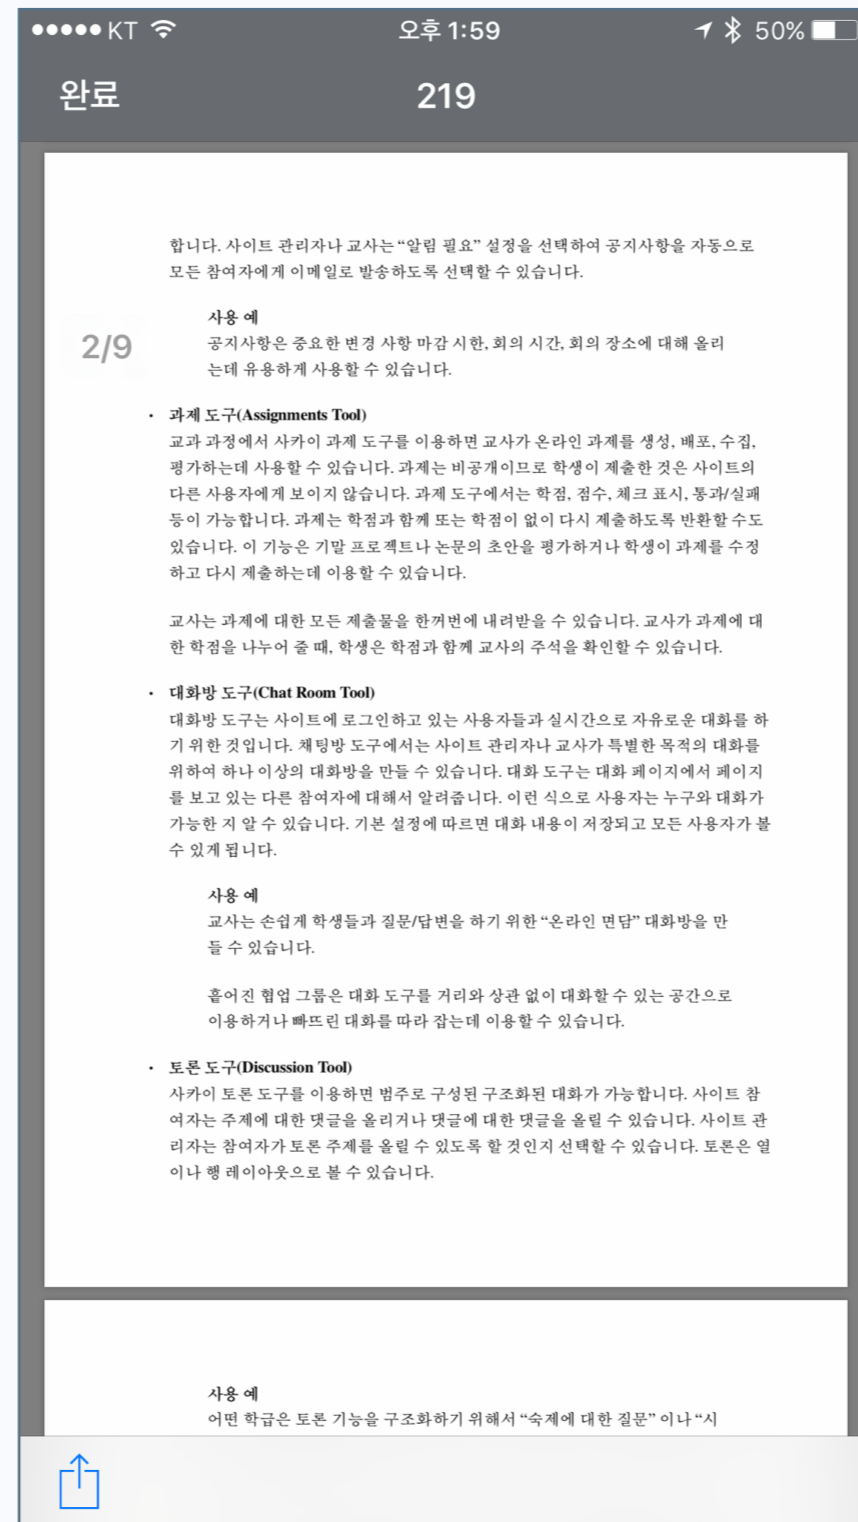 KT 오후 1:59 50%
완료 219
합니다. 사이트 관리자나 교사는 “알림 필요” 설정을 선택하여 공지사항을 자동으로
모든 참여자에게 이메일로 발송하도록 선택할 수 있습니다.
사용 예
2/9
공지사항은 중요한 변경 사항 마감 시한, 회의 시간, 회의 장소에 대해 올리
는데 유용하게 사용할 수 있습니다.
· 과제 도구(Assignments Tool)
교과 과정에서 사카이 과제 도구를 이용하면 교사가 온라인 과제를 생성, 배포, 수집,
평가하는데 사용할 수 있습니다. 과제는 비공개이므로 학생이 제출한 것은 사이트의
다른 사용자에게 보이지 않습니다. 과제 도구에서는 학점, 점수, 체크 표시, 통과/실패
등이 가능합니다. 과제는 학점과 함께 또는 학점이 없이 다시 제출하도록 반환할 수도
있습니다. 이 기능은 기말 프로젝트나 논문의 초안을 평가하거나 학생이 과제를 수정
하고 다시 제출하는데 이용할 수 있습니다.
교사는 과제에 대한 모든 제출물을 한꺼번에 내려받을 수 있습니다. 교사가 과제에 대
한 학점을 나누어 줄 때, 학생은 학점과 함께 교사의 주석을 확인할 수 있습니다.
· 대화방 도구(Chat Room Tool)
대화방 도구는 사이트에 로그인하고 있는 사용자들과 실시간으로 자유로운 대화를 하
기 위한 것입니다. 채팅방 도구에서는 사이트 관리자나 교사가 특별한 목적의 대화를
위하여 하나 이상의 대화방을 만들 수 있습니다. 대화 도구는 대화 페이지에서 페이지
를 보고 있는 다른 참여자에 대해서 알려줍니다. 이런 식으로 사용자는 누구와 대화가
가능한 지 알 수 있습니다. 기본 설정에 따르면 대화 내용이 저장되고 모든 사용자가 볼
수 있게 됩니다.
사용 예
교사는 손쉽게 학생들과 질문/답변을 하기 위한 “온라인 면담” 대화방을 만
들 수 있습니다.
흩어진 협업 그룹은 대화 도구를 거리와 상관 없이 대화할 수 있는 공간으로
이용하거나 빠뜨린 대화를 따라 잡는데 이용할 수 있습니다.
· 토론 도구(Discussion Tool)
사카이 토론 도구를 이용하면 범주로 구성된 구조화된 대화가 가능합니다. 사이트 참
여자는 주제에 대한 댓글을 올리거나 댓글에 대한 댓글을 올릴 수 있습니다. 사이트 관
리자는 참여자가 토론 주제를 올릴 수 있도록 할 것인지 선택할 수 있습니다. 토론은 열
이나 행 레이아웃으로 볼 수 있습니다.
사용 예
어떤 학급은 토론 기능을 구조화하기 위해서 “숙제에 대한 질문” 이나 “시